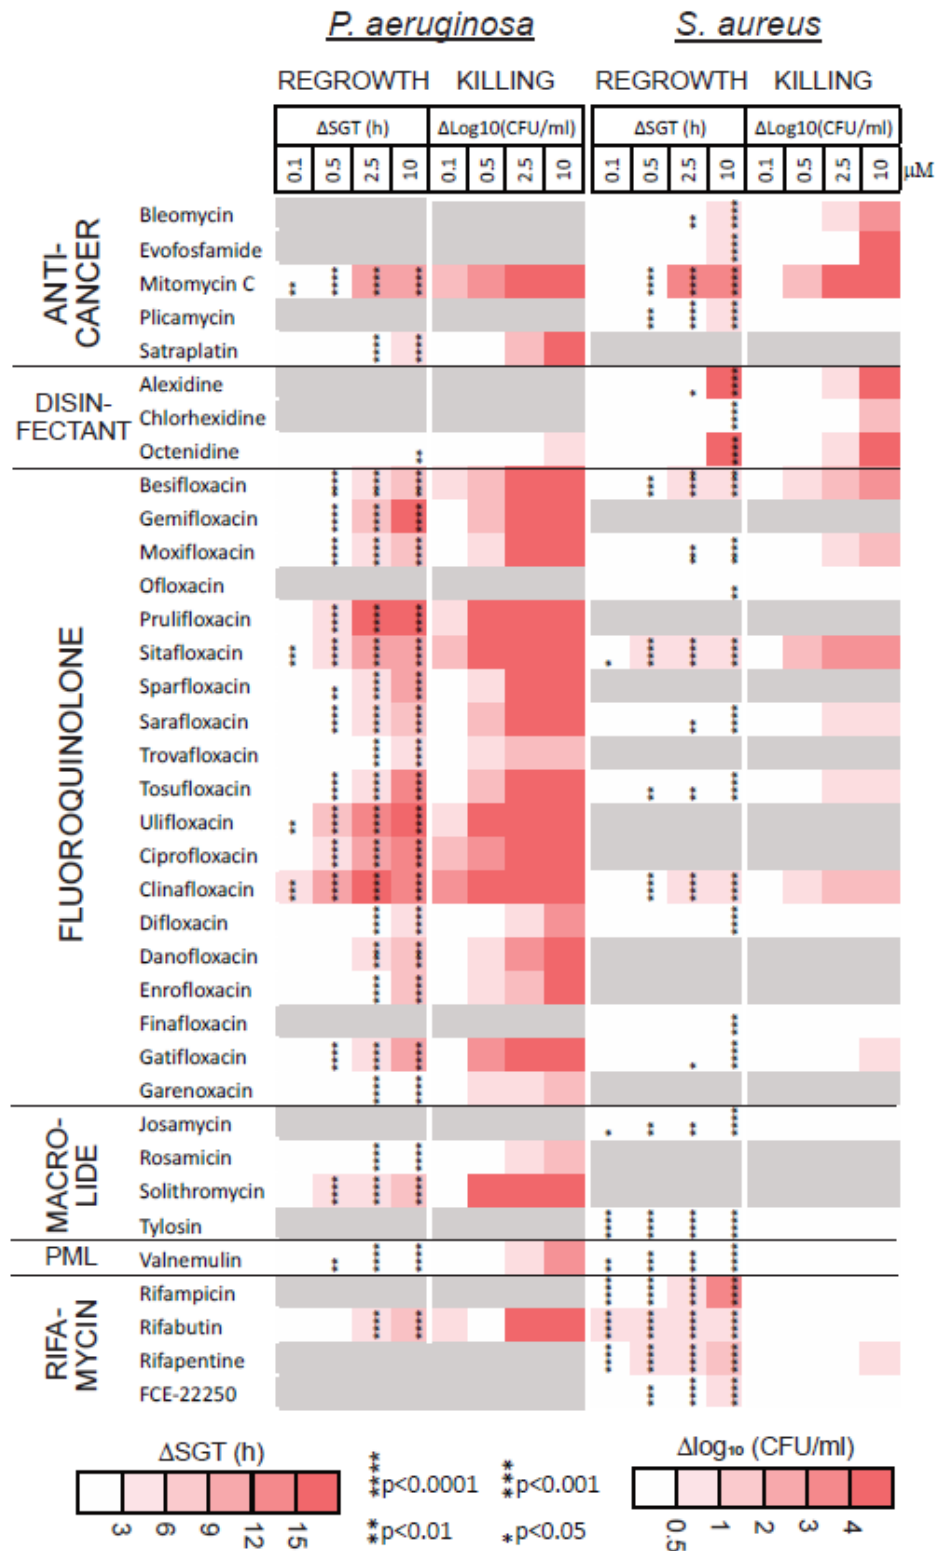 P. aeruginosa S. aureus
REGROWTH KILLING REGROWTH KILLING
ΔSGT (h) ΔLog10(CFU/ml) ΔSGT (h) ΔLog10(CFU/ml)
0.1 0.5 2.5 10 0.1 0.5 2.5 10 0.1 0.5 2.5 10 0.1 0.5 2.5 10 μM
ANTI-
CANCER
Bleomycin ** ****
Evofosfamide ****
Mitomycin C ** **** **** **** **** **** ****
Plicamycin *** **** ****
Satraplatin **** ****
DISIN-
FECTANT
Alexidine * ****
Chlorhexidine ****
Octenidine ** ****
FLUOROQUINOLONE
Besifloxacin **** **** **** *** **** ****
Gemifloxacin **** **** ****
Moxifloxacin **** **** **** *** ****
Ofloxacin **
Prulifloxacin **** **** ****
Sitafloxacin *** **** **** **** * **** **** ****
Sparfloxacin ** **** ****
Sarafloxacin **** **** **** ** ****
Trovafloxacin **** ****
Tosufloxacin **** **** **** ** ** ****
Ulifloxacin ** **** **** ****
Ciprofloxacin **** **** ****
Clinafloxacin *** **** **** **** **** **** ****
Difloxacin **** **** ****
Danofloxacin **** ****
Enrofloxacin **** ****
Finafloxacin ***
Gatifloxacin **** **** **** * ****
Garenoxacin **** ****
MACRO-
LIDE
Josamycin * ** ** ****
Rosamicin **** ****
Solithromycin **** **** ****
Tylosin **** **** **** ****
PML
Valnemulin ** **** **** ** **** *** ****
RIFA-
MYCIN
Rifampicin **** **** **** ****
Rifabutin **** **** **** **** **** ****
Rifapentine **** **** **** ****
FCE-22250 *** **** ****
ΔSGT (h) Δlog₁₀ (CFU/ml)
3 6 9 12 15
****p<0.0001 ***p<0.001
**p<0.01 *p<0.05
0.5 1 2 3 4